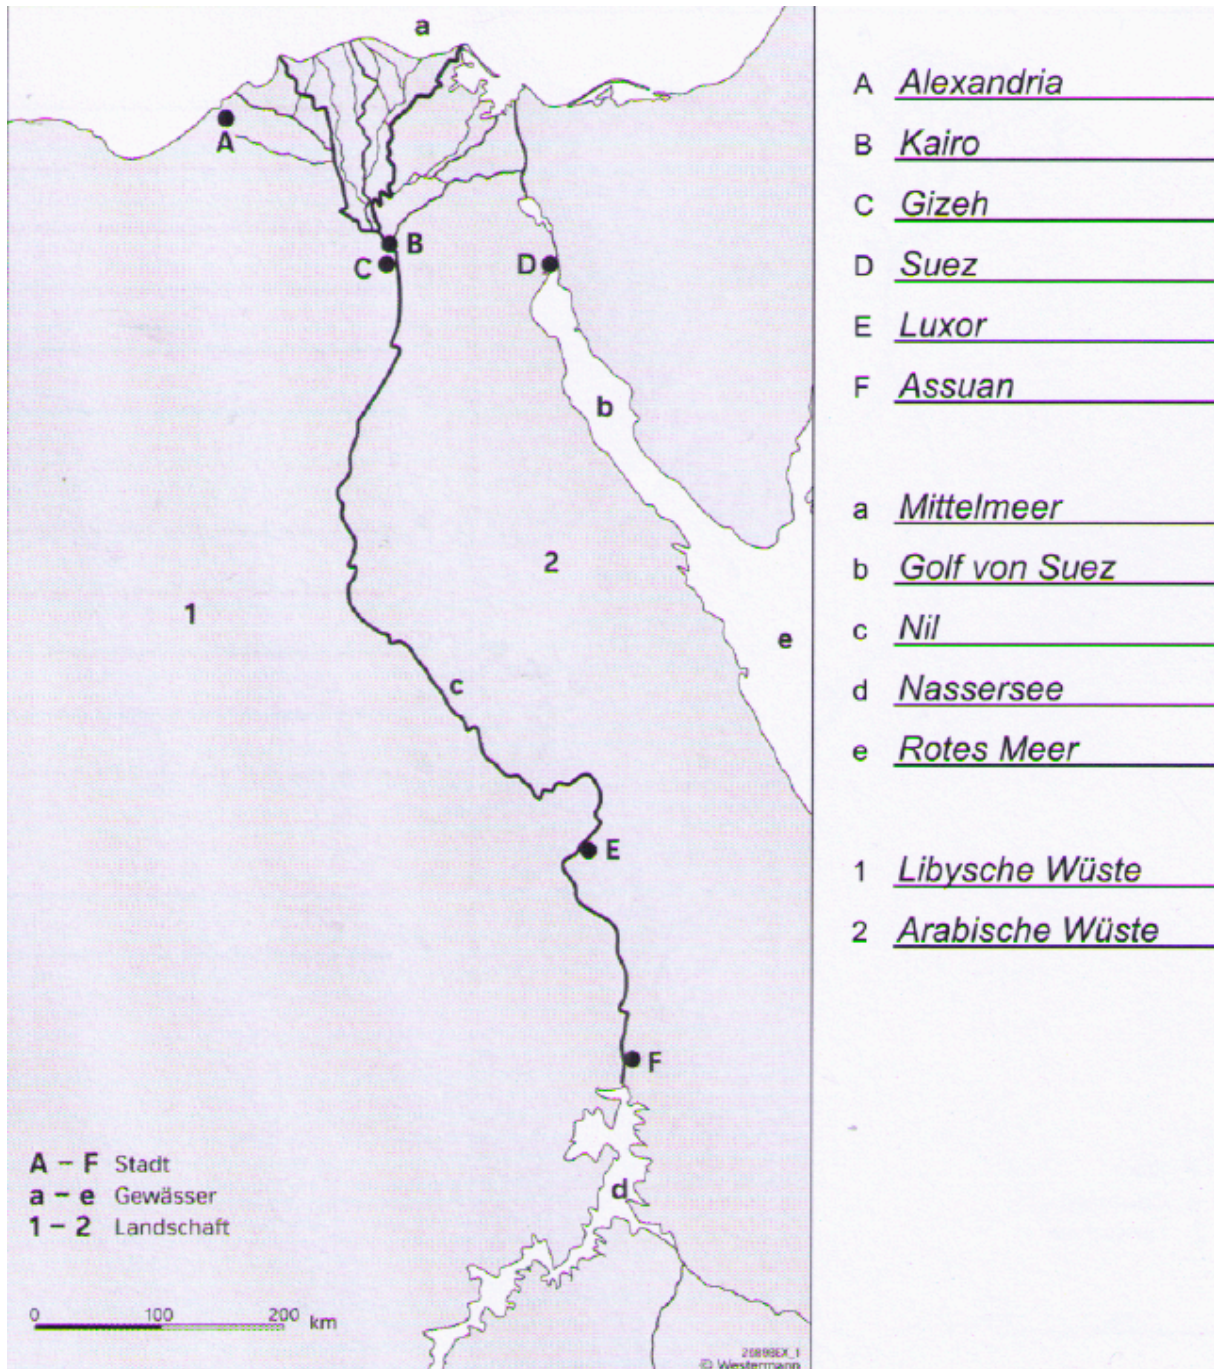 a
A
B
C
D
b
2
1
e
c
E
F
d
A – F Stadt
a – e Gewässer
1 – 2 Landschaft
0 100 200 km
© Westermann
A Alexandria
B Kairo
C Gizeh
D Suez
E Luxor
F Assuan
a Mittelmeer
b Golf von Suez
c Nil
d Nassersee
e Rotes Meer
1 Libysche Wüste
2 Arabische Wüste